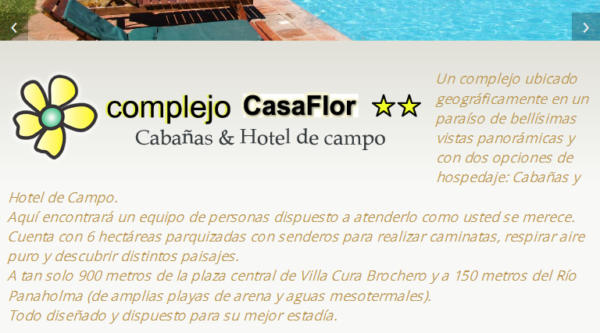 complejo CasaFlor
Cabañas & Hotel de campo
Un complejo ubicado
geográficamente en un
paraíso de bellísimas
vistas panorámicas y
con dos opciones de
hospedaje: Cabañas y
Hotel de Campo.
Aquí encontrará un equipo de personas dispuesto a atenderlo como usted se merece.
Cuenta con 6 hectáreas parquizadas con senderos para realizar caminatas, respirar aire
puro y descubrir distintos paisajes.
A tan solo 900 metros de la plaza central de Villa Cura Brochero y a 150 metros del Río
Panaholma (de amplias playas de arena y aguas mesotermales).
Todo diseñado y dispuesto para su mejor estadía.